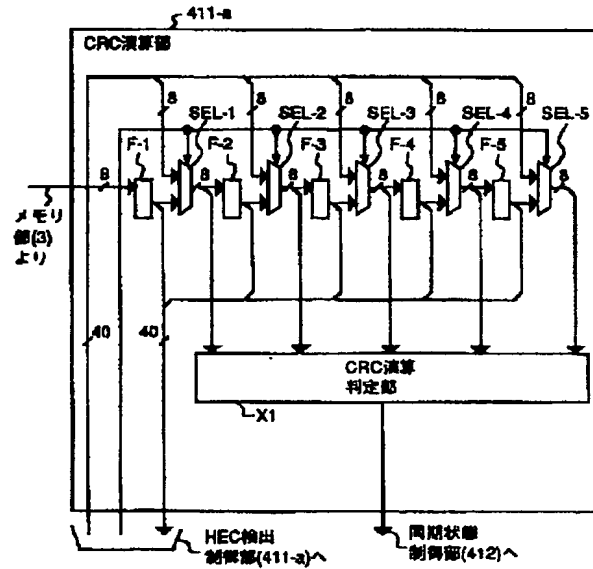 411-a
CRC演算部
8
8
8
8
8
SEL-1
SEL-2
SEL-3
SEL-4
SEL-5
F-1
F-2
F-3
F-4
F-5
8
8
8
8
8
8
メモリ
部(3)
より
40
40
CRC演算
判定部
X1
HEC検出
制御部(411-a)へ
同期状態
制御部(412)へ